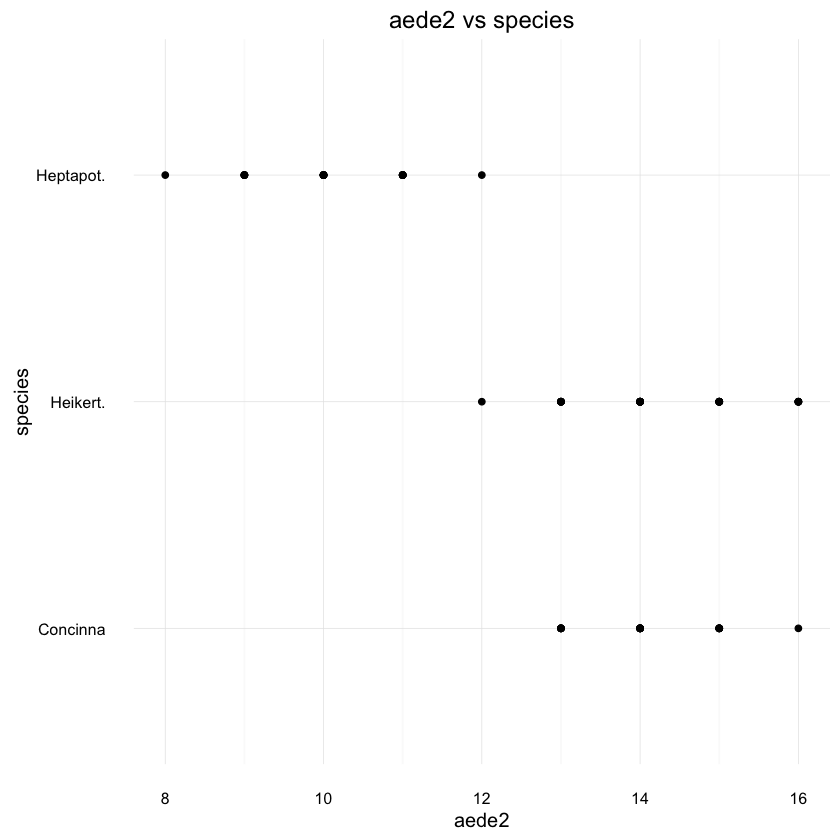 aede2 vs species
Heptapot.
species
Heikert.
Concinna
8 10 12 14 16
aede2